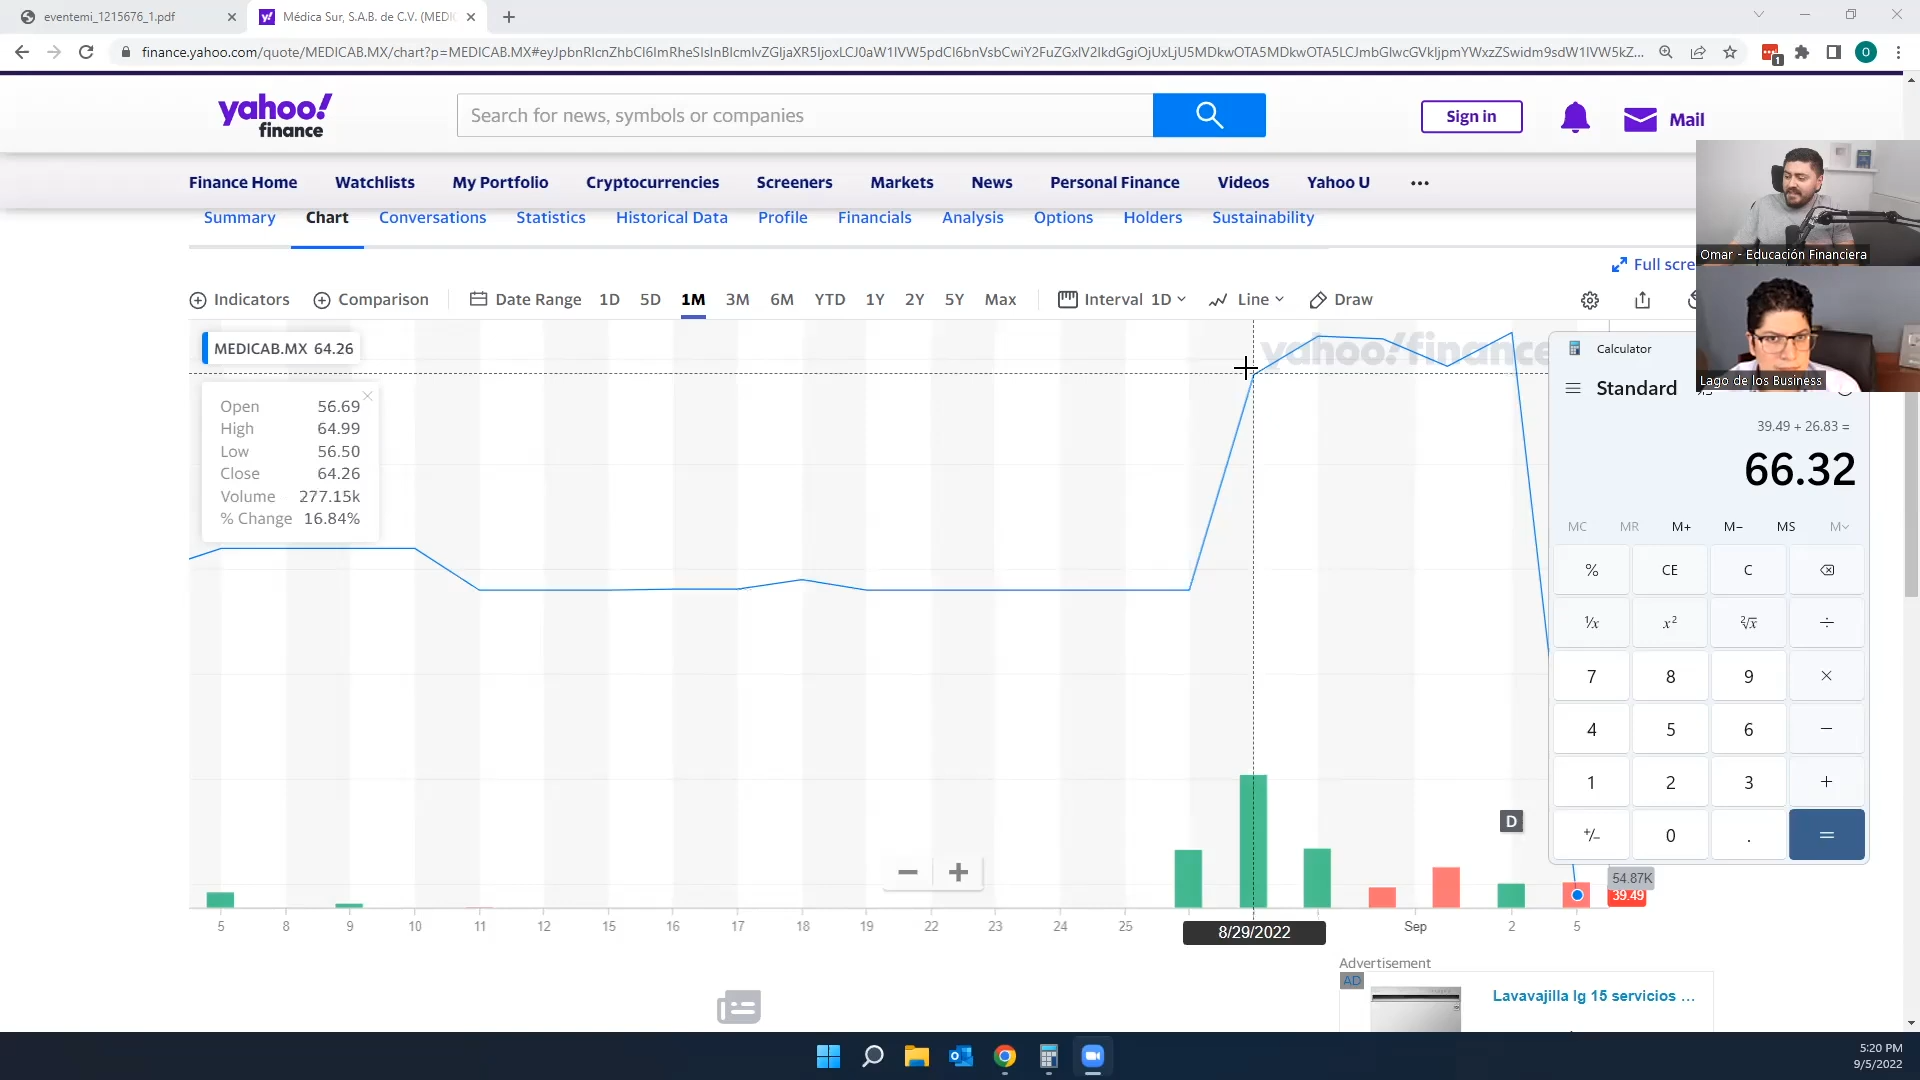 eventemi_1215676_1.pdf
Médica Sur, S.A.B. de C.V. (MEDIC
yahoo!
finance
Search for news, symbols or companies
Sign in
Mail
Finance Home Watchlists My Portfolio Cryptocurrencies Screeners Markets News Personal Finance Videos Yahoo U ...
Summary Chart Conversations Statistics Historical Data Profile Financials Analysis Options Holders Sustainability
Full scre
Indicators Comparison Date Range 1D 5D 1M 3M 6M YTD 1Y 2Y 5Y Max Interval 1D Line Draw
MEDICAB.MX 64.26
Open 56.69
High 64.99
Low 56.50
Close 64.26
Volume 277.15k
% Change 16.84%
yahoo!finance
D
54.87K
39.49
5 8 9 10 11 12 15 16 17 18 19 22 23 24 25 8/29/2022 Sep 2 5
Advertisement
AD
Lavavajilla lg 15 servicios ...
Omar - Educación Financiera
Lago de los Business
Calculator
Standard
39.49 + 26.83 =
66.32
MC MR M+ M− MS M
% CE C
¹/x x² ²√x ÷
7 8 9 ×
4 5 6 −
1 2 3 +
+/− 0 . =
5:20 PM
9/5/2022